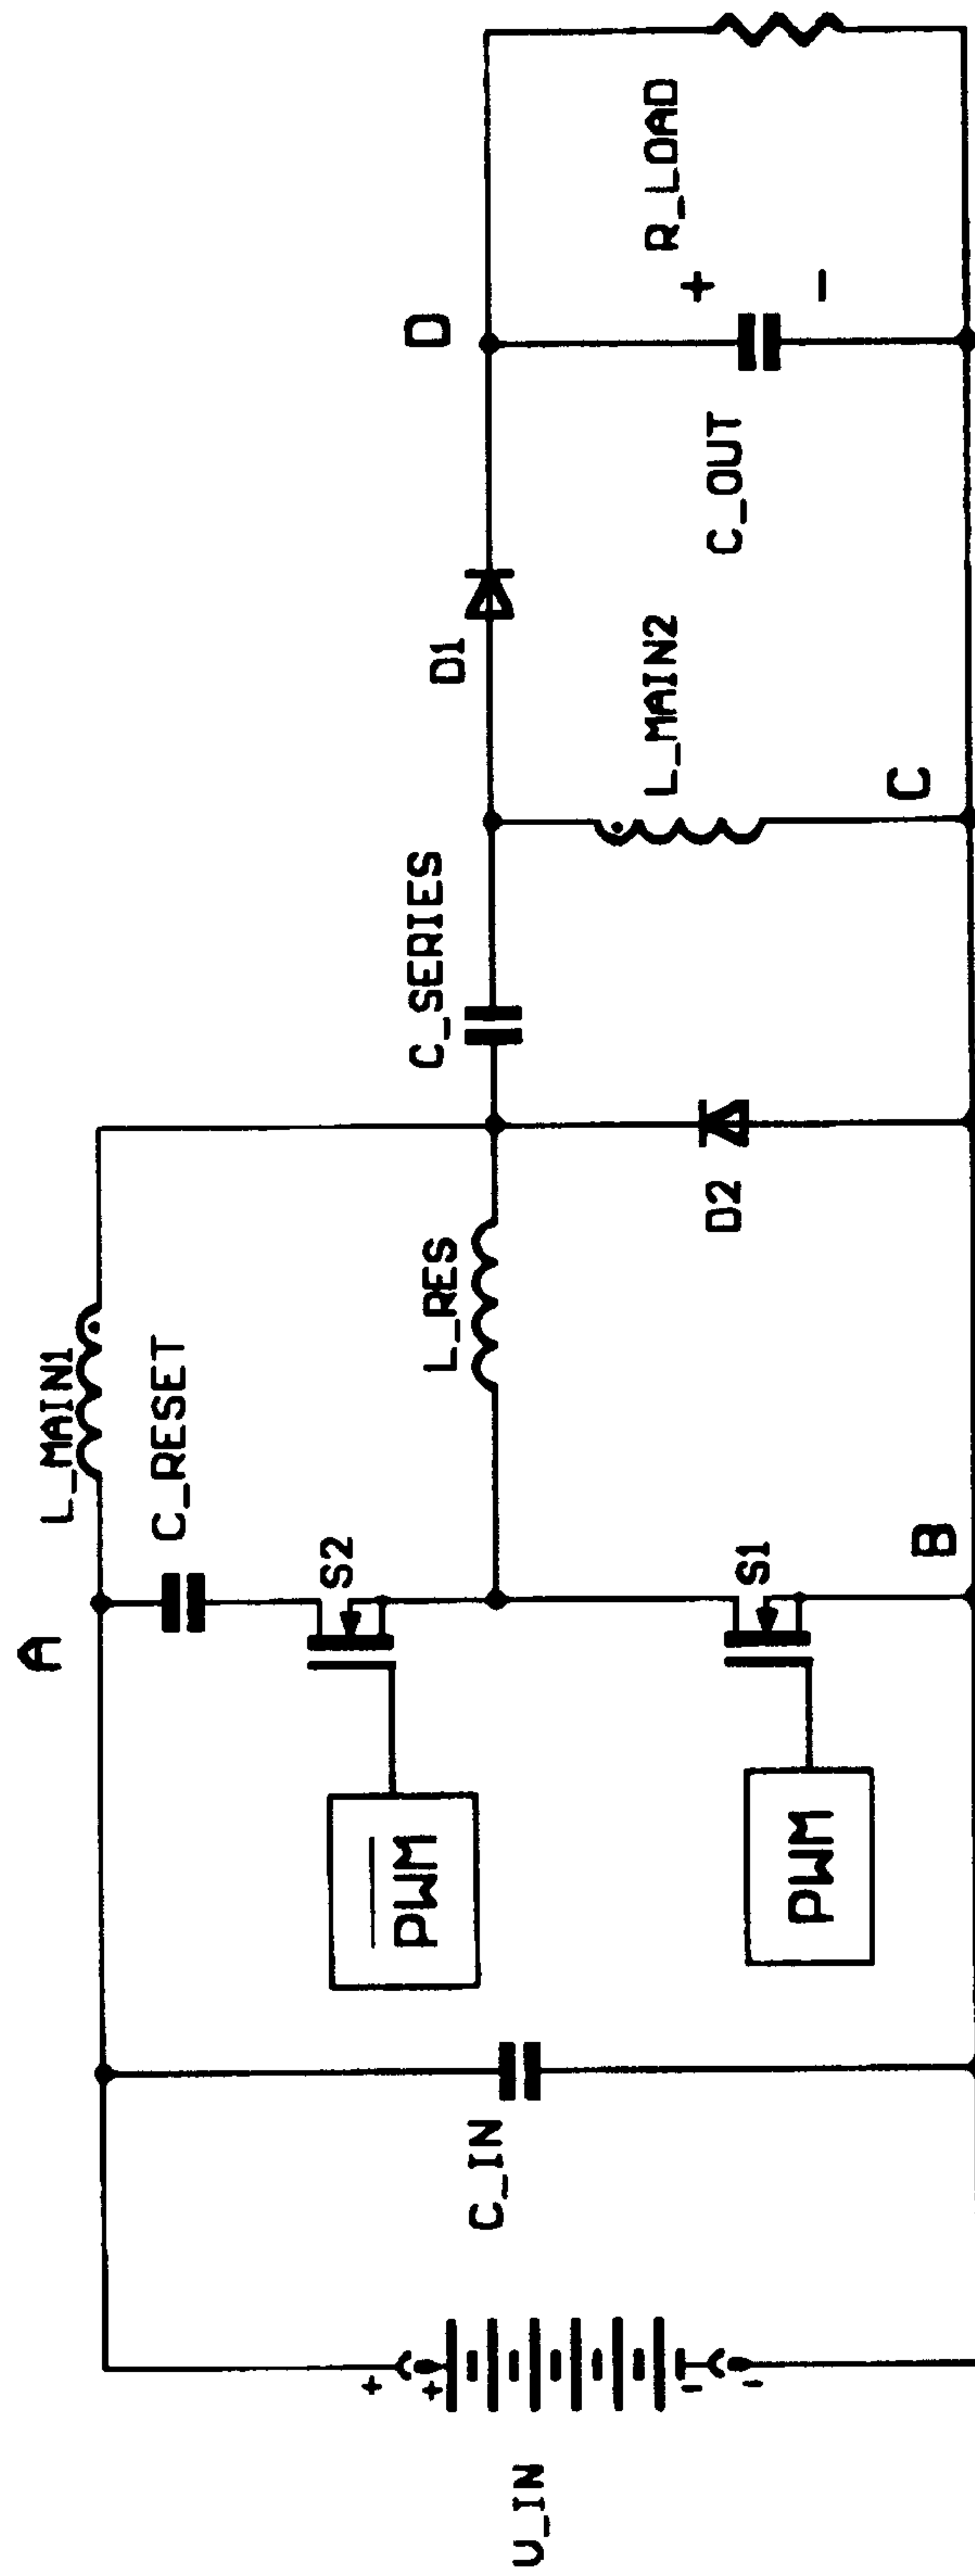 A
L_MAIN1
C_RESET
S2
PWM
L_RES
C_SERIES
D1
D
C_IN
U_IN
+
+
-
-
PWM
S1
B
D2
L_MAIN2
C
C_OUT
+
-
R_LOAD